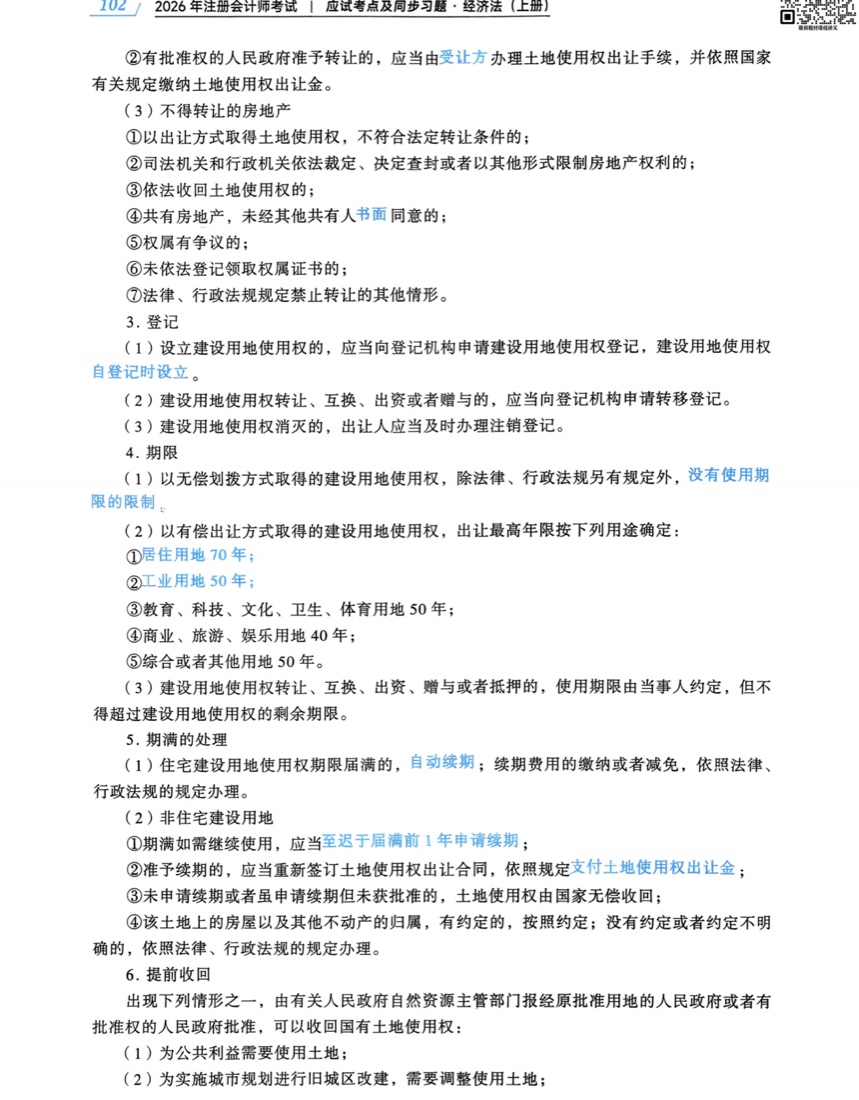 102 2026 年注册会计师考试 | 应试考点及同步习题 · 经济法（上册）
②有批准权的人民政府准予转让的，应当由受让方办理土地使用权出让手续，并依照国家
有关规定缴纳土地使用权出让金。
（3）不得转让的房地产
①以出让方式取得土地使用权，不符合法定转让条件的；
②司法机关和行政机关依法裁定、决定查封或者以其他形式限制房地产权利的；
③依法收回土地使用权的；
④共有房地产，未经其他共有人书面同意的；
⑤权属有争议的；
⑥未依法登记领取权属证书的；
⑦法律、行政法规规定禁止转让的其他情形。
3. 登记
（1）设立建设用地使用权的，应当向登记机构申请建设用地使用权登记，建设用地使用权
自登记时设立。
（2）建设用地使用权转让、互换、出资或者赠与的，应当向登记机构申请转移登记。
（3）建设用地使用权消灭的，出让人应当及时办理注销登记。
4. 期限
（1）以无偿划拨方式取得的建设用地使用权，除法律、行政法规另有规定外，没有使用期
限的限制。
（2）以有偿出让方式取得的建设用地使用权，出让最高年限按下列用途确定：
①居住用地 70 年；
②工业用地 50 年；
③教育、科技、文化、卫生、体育用地 50 年；
④商业、旅游、娱乐用地 40 年；
⑤综合或者其他用地 50 年。
（3）建设用地使用权转让、互换、出资、赠与或者抵押的，使用期限由当事人约定，但不
得超过建设用地使用权的剩余期限。
5. 期满的处理
（1）住宅建设用地使用权期限届满的，自动续期；续期费用的缴纳或者减免，依照法律、
行政法规的规定办理。
（2）非住宅建设用地
①期满如需继续使用，应当至迟于届满前 1 年申请续期；
②准予续期的，应当重新签订土地使用权出让合同，依照规定支付土地使用权出让金；
③未申请续期或者虽申请续期但未获批准的，土地使用权由国家无偿收回；
④该土地上的房屋以及其他不动产的归属，有约定的，按照约定；没有约定或者约定不明
确的，依照法律、行政法规的规定办理。
6. 提前收回
出现下列情形之一，由有关人民政府自然资源主管部门报经原批准用地的人民政府或者有
批准权的人民政府批准，可以收回国有土地使用权：
（1）为公共利益需要使用土地；
（2）为实施城市规划进行旧城区改建，需要调整使用土地；